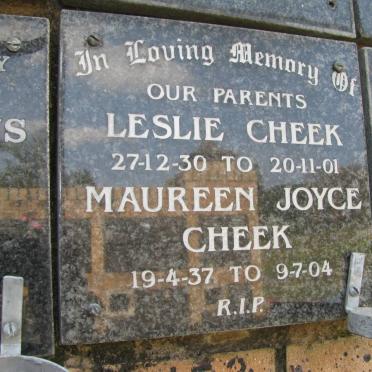 In Loving Memory Of
OUR PARENTS
LESLIE CHEEK
27-12-30 TO 20-11-01
MAUREEN JOYCE
CHEEK
19-4-37 TO 9-7-04
R.I.P.